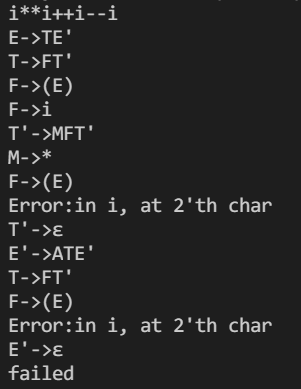 i**i++i--i
E->TE'
T->FT'
F->(E)
F->i
T'->MFT'
M->*
F->(E)
Error:in i, at 2'th char
T'->ε
E'->ATE'
T->FT'
F->(E)
Error:in i, at 2'th char
E'->ε
failed